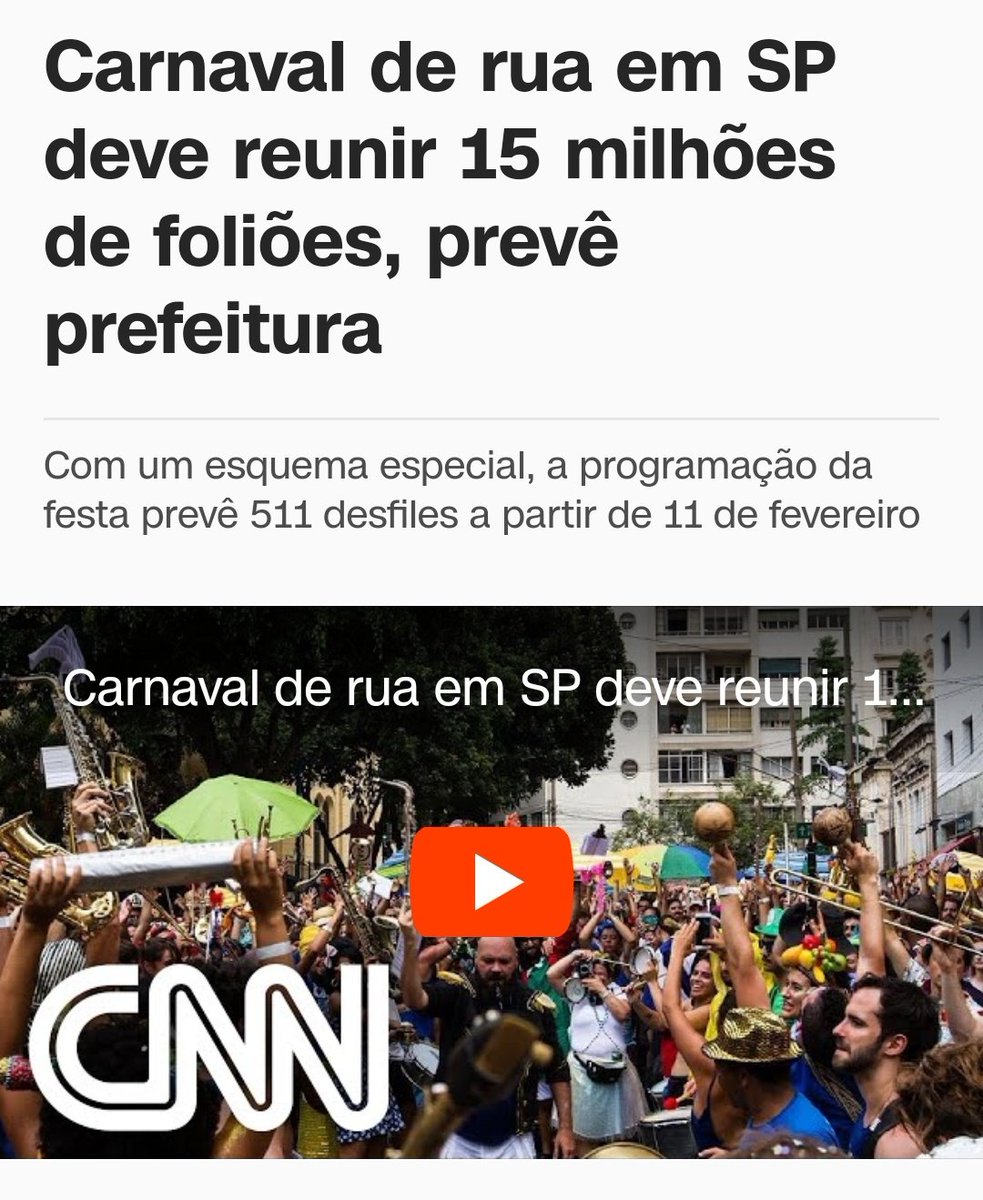 Carnaval de rua em SP
deve reunir 15 milhões
de foliões, prevê
prefeitura
Com um esquema especial, a programação da
festa prevê 511 desfiles a partir de 11 de fevereiro
Carnaval de rua em SP deve reunir 1...
CNN